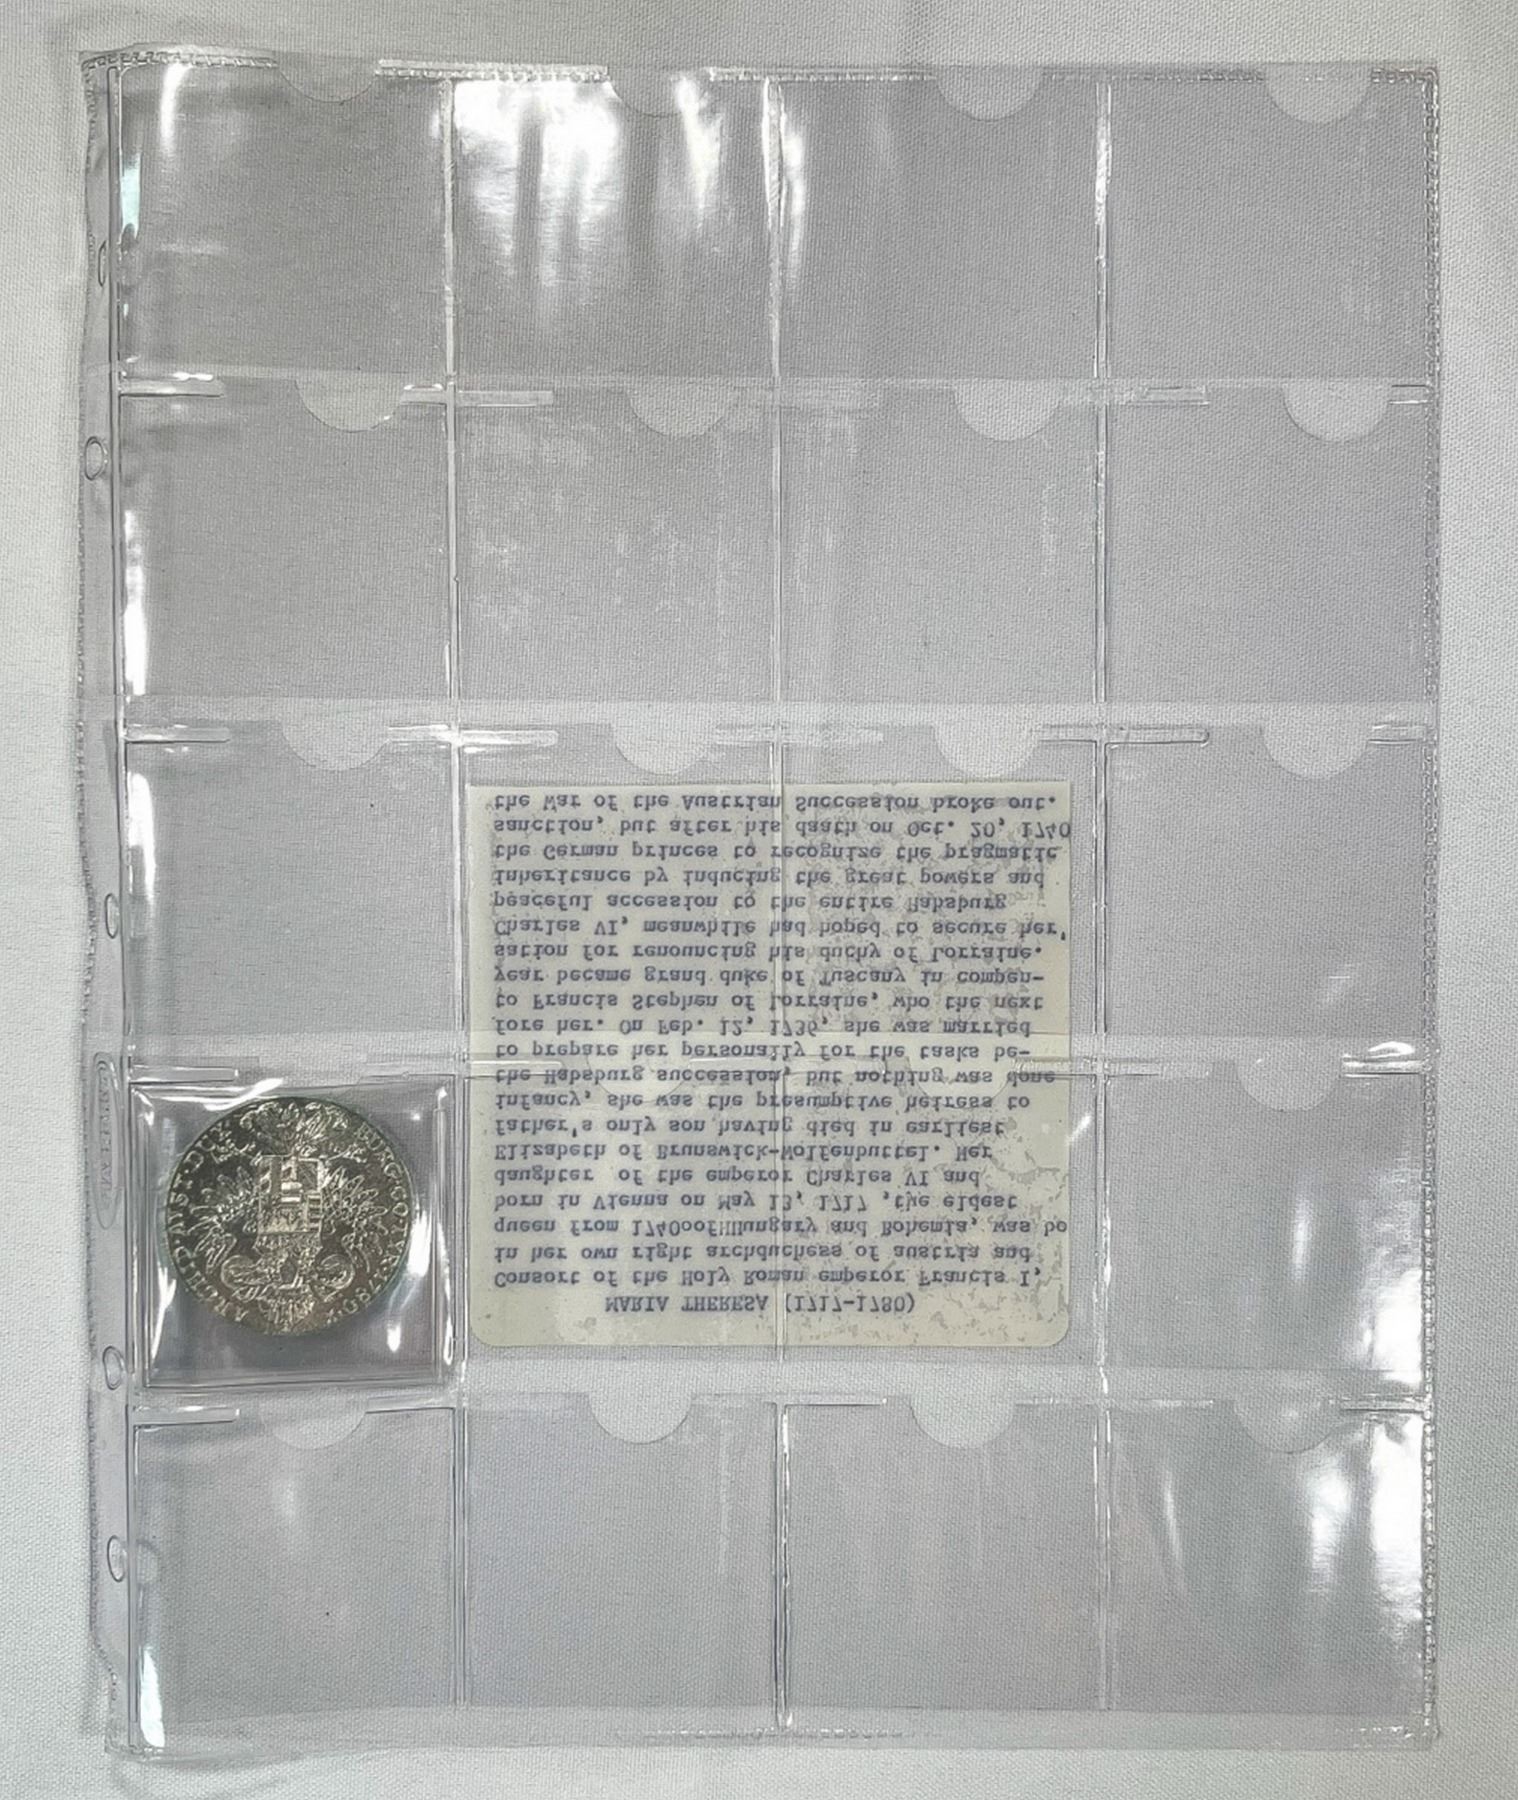 MARIA THERESA (1717-1780)
Consort of the Holy Roman emperor Francis I,
in her own right archduchess of austria and
queen from 1740oofHHungary and Bohemia, was bo
born in Vienna on May 13, 1717 ,tye eldest
daughter of the emperor Charles VI and
Elizabeth of Brunswick-Wolfenbuttel. Her
father's only son,having died in earliest
infancy, she was the presumptive heiress to
the Habsburg succession, but nothing was done
to prepare her personally for the tasks be-
fore her. On Feb. 12, 1736, she was married
to Francis Stephen of Lorraine, who the next
year became grand duke of Tuscany in compen-
sation for renouncing his duchy of Lorraine.
Charles VI, meanwhile had hoped to secure her'
peaceful accession to the entire Habsburg
inheritance by inducing the great powers and
the German princes to recognize the pragmatic
sanction, but after his daath on Oct. 20, 1740
the War of the Austrian Succession broke out.
ARCHID·AUST·DUX· BURG·CO·TYR·1780·